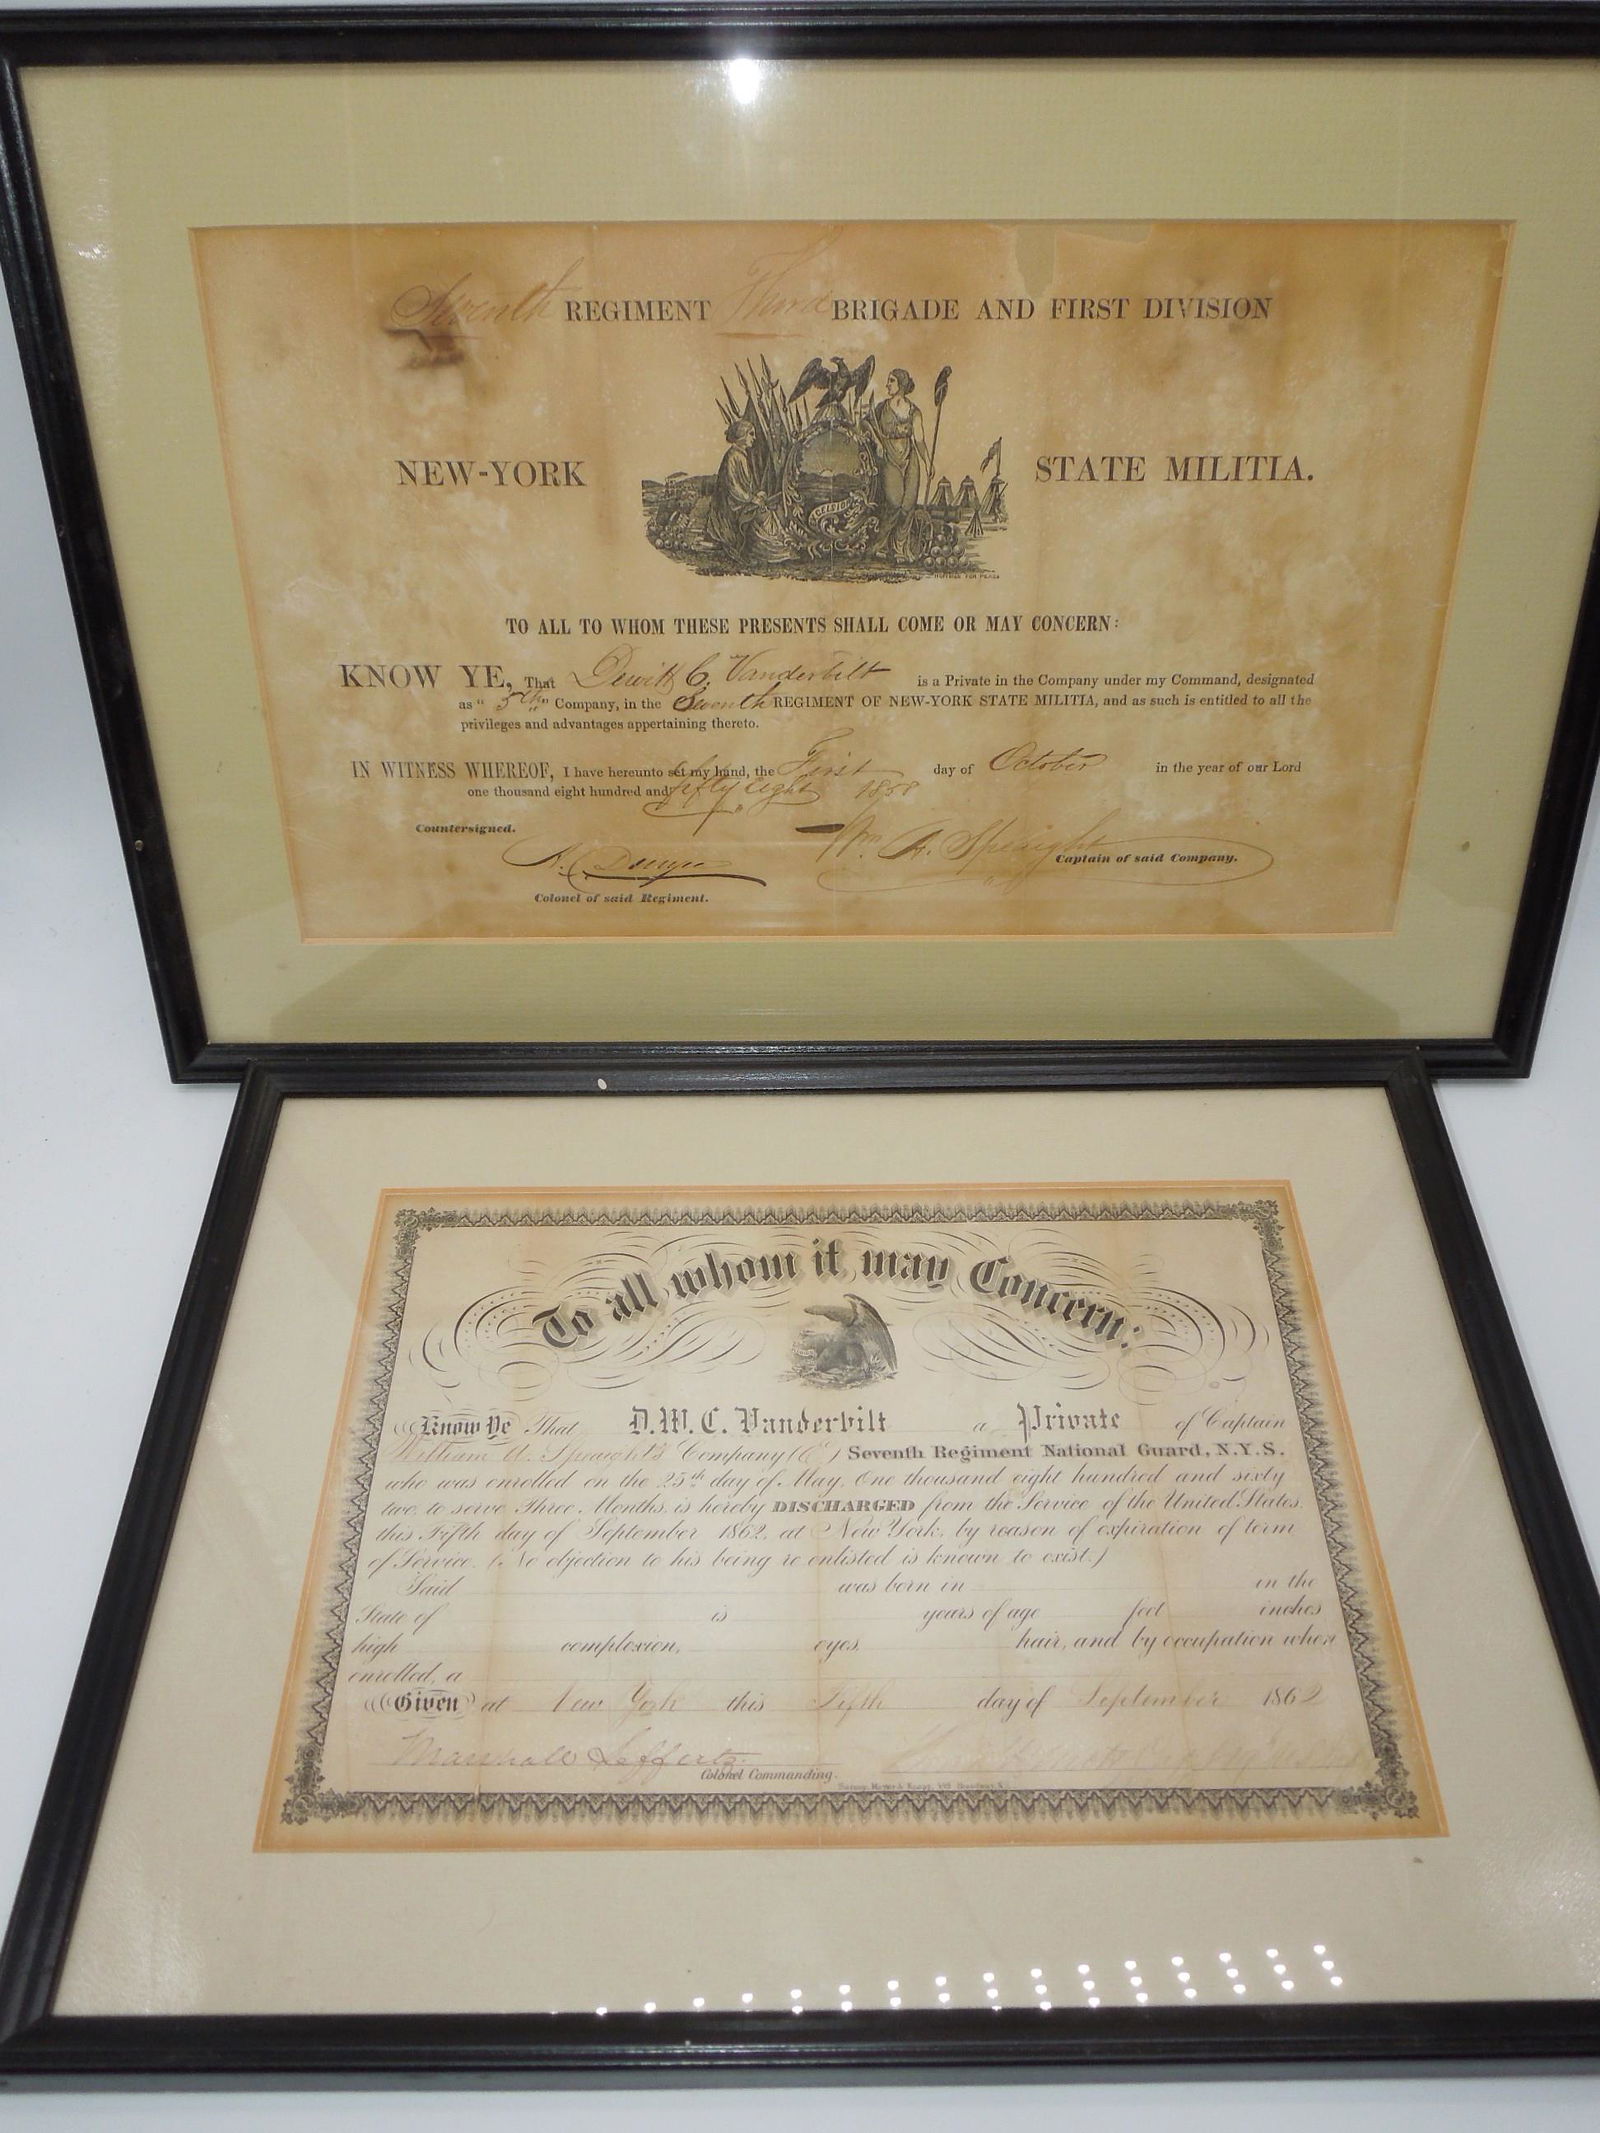 Seventh REGIMENT Third BRIGADE AND FIRST DIVISION
NEW-YORK STATE MILITIA.
EXCELSIOR
TO ALL TO WHOM THESE PRESENTS SHALL COME OR MAY CONCERN:
KNOW YE, That Dewitt C. Vanderbilt is a Private in the Company under my Command, designated
as "5th" Company, in the Seventh REGIMENT OF NEW-YORK STATE MILITIA, and as such is entitled to all the
privileges and advantages appertaining thereto.
IN WITNESS WHEREOF, I have hereunto set my hand, the First day of October in the year of our Lord
one thousand eight hundred and fifty eight 1858
Countersigned.
Wm. A. Speaight Captain of said Company.
A. Duryee
Colonel of said Regiment.
To all whom it may Concern:
Know Ye That D.W.C. Vanderbilt a Private of Captain
William A. Speaight's Company (E) Seventh Regiment National Guard, N.Y.S.
who was enrolled on the 25th day of May, One thousand eight hundred and sixty
two, to serve Three Months, is hereby DISCHARGED from the Service of the United States,
this Fifth day of September 1862, at New York, by reason of expiration of term
of Service. (No objection to his being re enlisted is known to exist.)
Said was born in in the
State of is years of age feet inches
high complexion, eyes, hair, and by occupation when
enrolled, a
Given at New York this Fifth day of September 1862
Marshall Lefferts
Colonel Commanding.